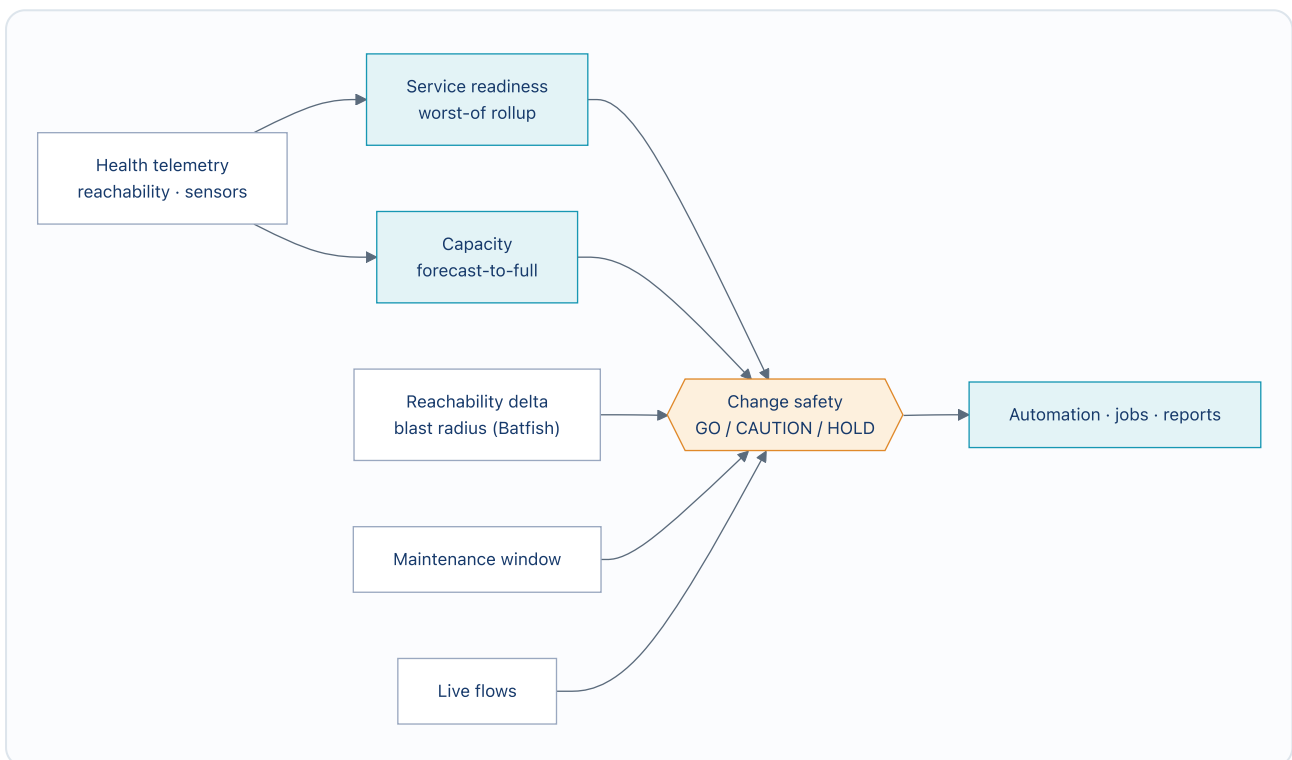 Service readiness
worst-of rollup
Health telemetry
reachability · sensors
Capacity
forecast-to-full
Reachability delta
blast radius (Batfish)
Change safety
GO / CAUTION / HOLD
Automation · jobs · reports
Maintenance window
Live flows